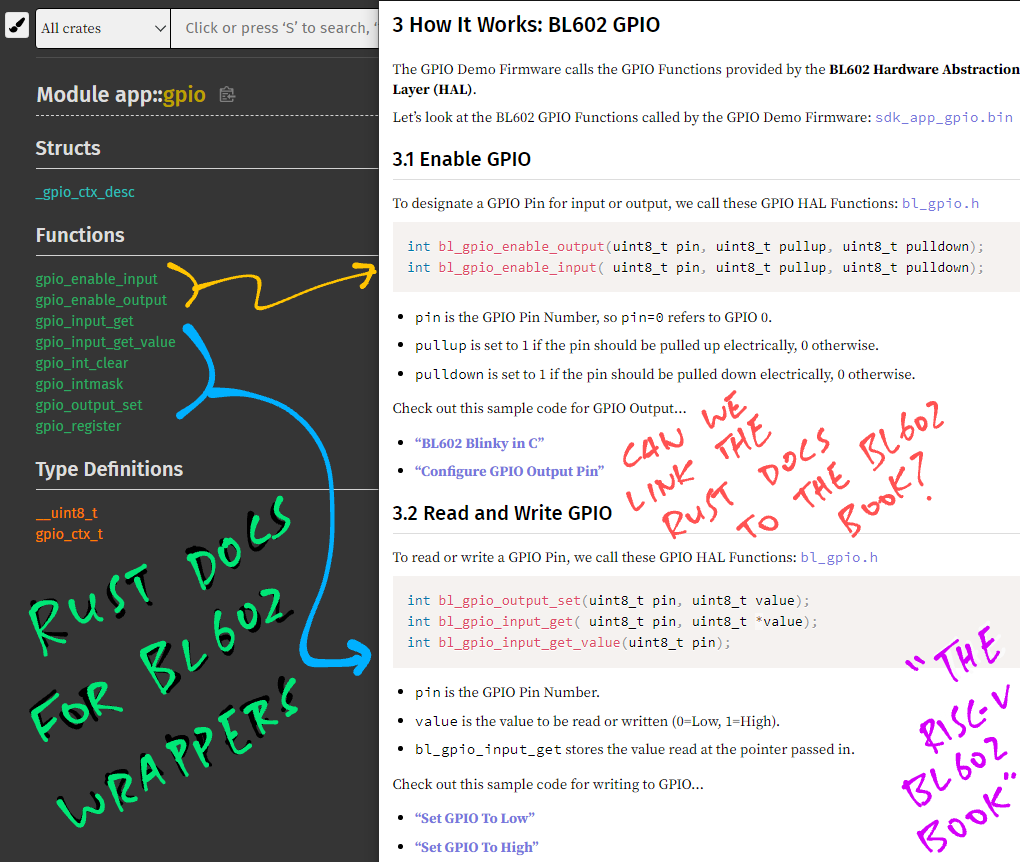 All crates
Click or press ‘S’ to search, ‘
Module app::gpio
Structs
_gpio_ctx_desc
Functions
gpio_enable_input
gpio_enable_output
gpio_input_get
gpio_input_get_value
gpio_int_clear
gpio_intmask
gpio_output_set
gpio_register
Type Definitions
__uint8_t
gpio_ctx_t
RUST DOCS
FOR BL602
WRAPPERS
3 How It Works: BL602 GPIO
The GPIO Demo Firmware calls the GPIO Functions provided by the BL602 Hardware Abstraction
Layer (HAL).
Let’s look at the BL602 GPIO Functions called by the GPIO Demo Firmware: sdk_app_gpio.bin
3.1 Enable GPIO
To designate a GPIO Pin for input or output, we call these GPIO HAL Functions: bl_gpio.h
int bl_gpio_enable_output(uint8_t pin, uint8_t pullup, uint8_t pulldown);
int bl_gpio_enable_input( uint8_t pin, uint8_t pullup, uint8_t pulldown);
• pin is the GPIO Pin Number, so pin=0 refers to GPIO 0.
• pullup is set to 1 if the pin should be pulled up electrically, 0 otherwise.
• pulldown is set to 1 if the pin should be pulled down electrically, 0 otherwise.
Check out this sample code for GPIO Output…
• “BL602 Blinky in C”
• “Configure GPIO Output Pin”
CAN WE
LINK THE
RUST DOCS
TO THE BL602
BOOK?
3.2 Read and Write GPIO
To read or write a GPIO Pin, we call these GPIO HAL Functions: bl_gpio.h
int bl_gpio_output_set(uint8_t pin, uint8_t value);
int bl_gpio_input_get( uint8_t pin, uint8_t *value);
int bl_gpio_input_get_value(uint8_t pin);
• pin is the GPIO Pin Number.
• value is the value to be read or written (0=Low, 1=High).
• bl_gpio_input_get stores the value read at the pointer passed in.
Check out this sample code for writing to GPIO…
• “Set GPIO To Low”
• “Set GPIO To High”
“THE
RISC-V
BL602
BOOK”